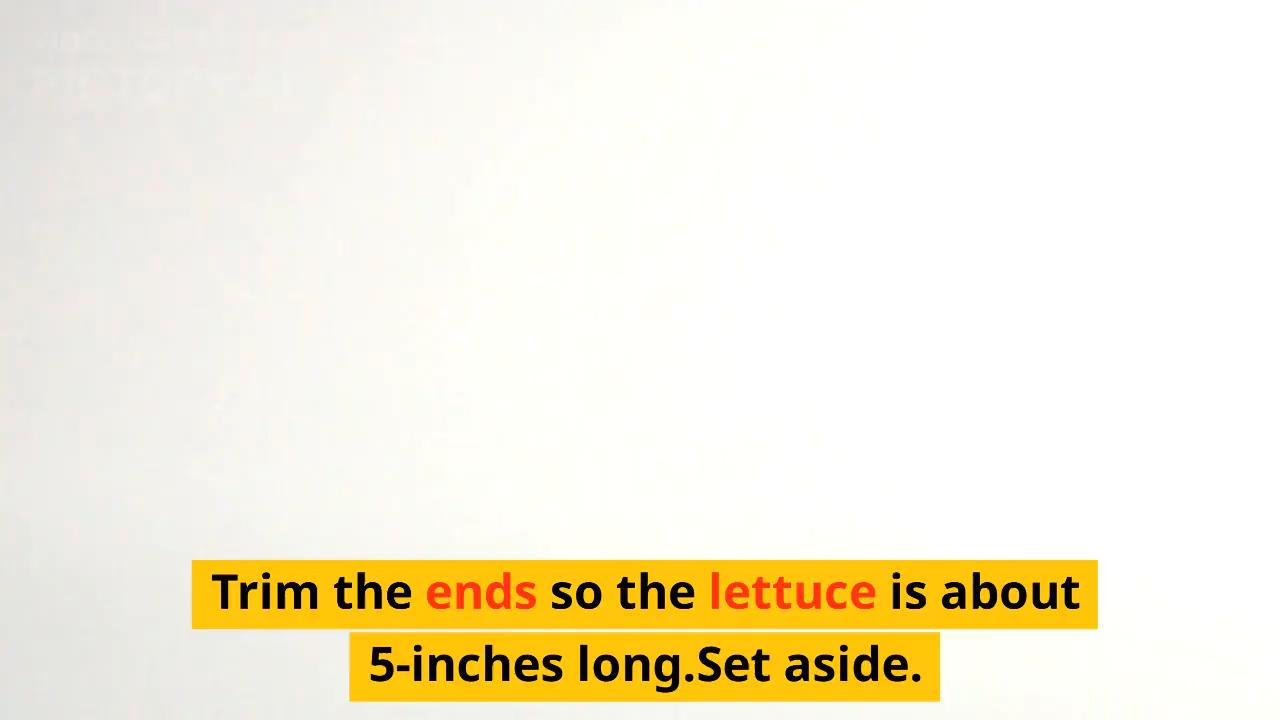 Trim the ends so the lettuce is about
5-inches long.Set aside.